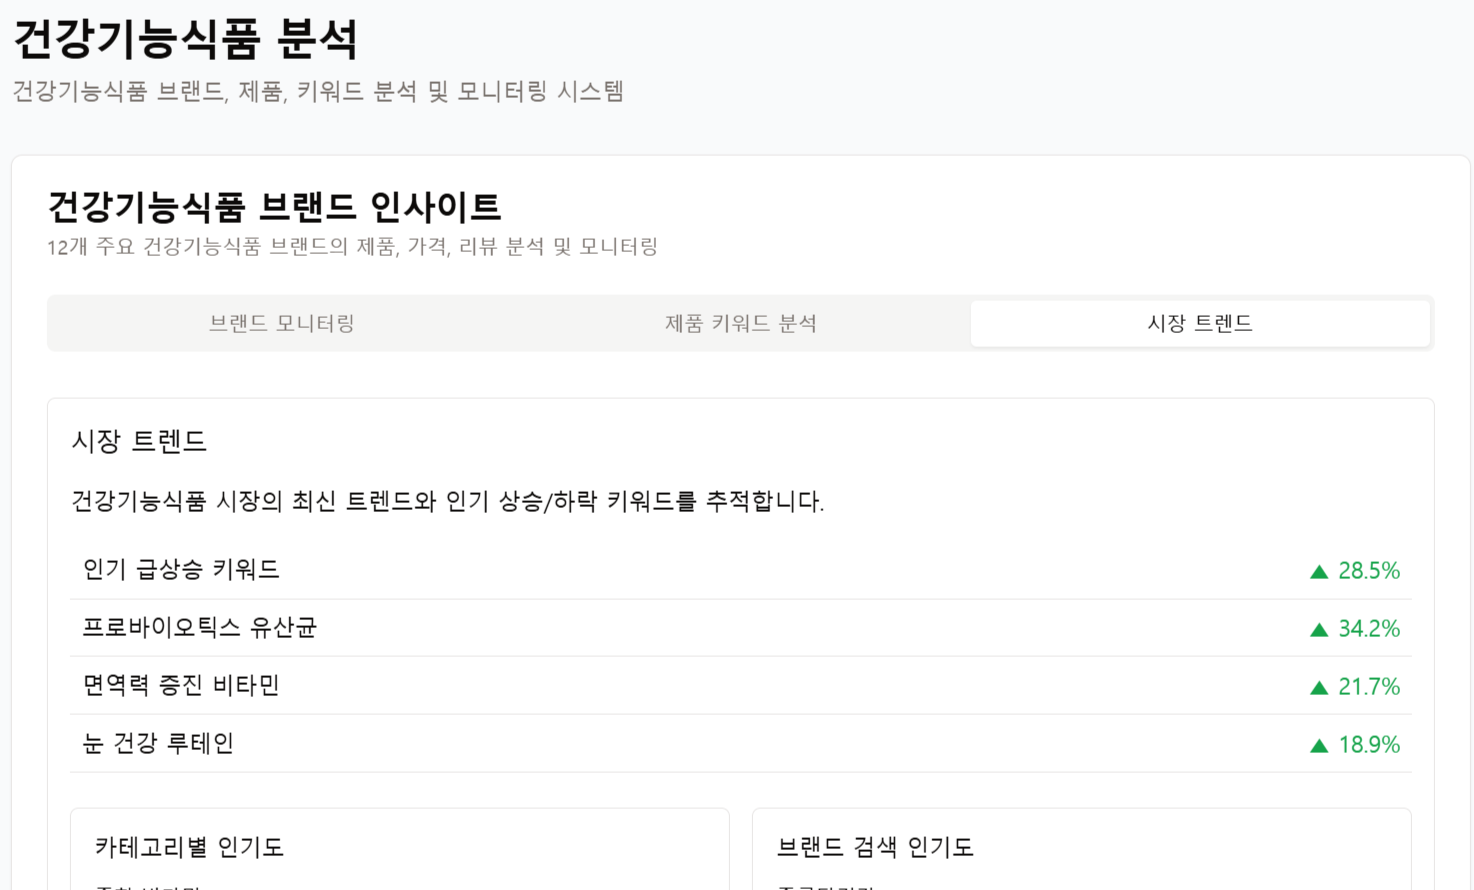 건강기능식품 분석
건강기능식품 브랜드, 제품, 키워드 분석 및 모니터링 시스템
건강기능식품 브랜드 인사이트
12개 주요 건강기능식품 브랜드의 제품, 가격, 리뷰 분석 및 모니터링
브랜드 모니터링 제품 키워드 분석 시장 트렌드
시장 트렌드
건강기능식품 시장의 최신 트렌드와 인기 상승/하락 키워드를 추적합니다.
인기 급상승 키워드 ▲ 28.5%
프로바이오틱스 유산균 ▲ 34.2%
면역력 증진 비타민 ▲ 21.7%
눈 건강 루테인 ▲ 18.9%
카테고리별 인기도 브랜드 검색 인기도